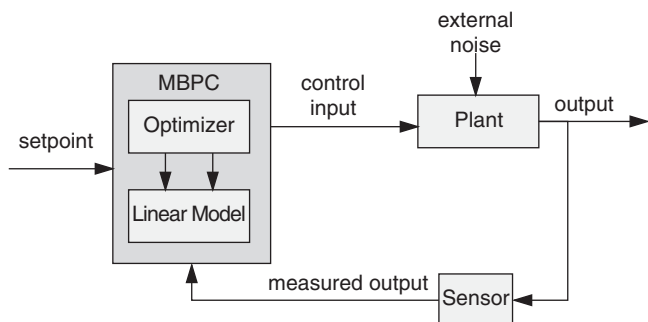 external
noise
MBPC
control
input
Optimizer
Plant
output
setpoint
Linear Model
measured output
Sensor